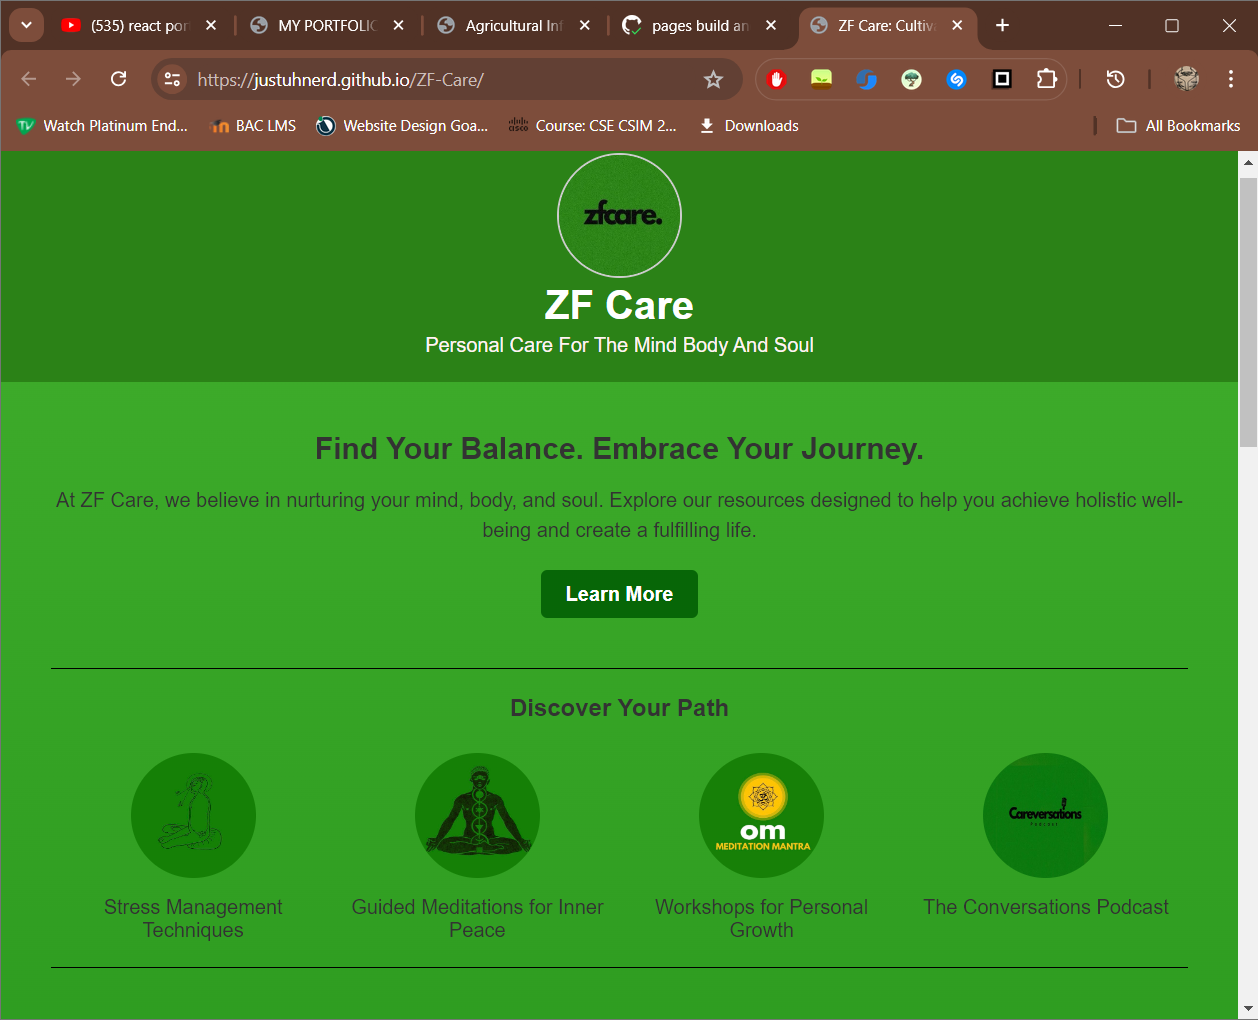 (535) react por
MY PORTFOLIO
Agricultural Inf
pages build an
ZF Care: Cultiva
https://justuhnerd.github.io/ZF-Care/
Watch Platinum End...
BAC LMS
Website Design Goa...
cisco
Course: CSE CSIM 2...
Downloads
All Bookmarks
zfcare.
ZF Care
Personal Care For The Mind Body And Soul
Find Your Balance. Embrace Your Journey.
At ZF Care, we believe in nurturing your mind, body, and soul. Explore our resources designed to help you achieve holistic well-
being and create a fulfilling life.
Learn More
Discover Your Path
om
MEDITATION MANTRA
Careversations
PODCAST
Stress Management
Techniques
Guided Meditations for Inner
Peace
Workshops for Personal
Growth
The Conversations Podcast